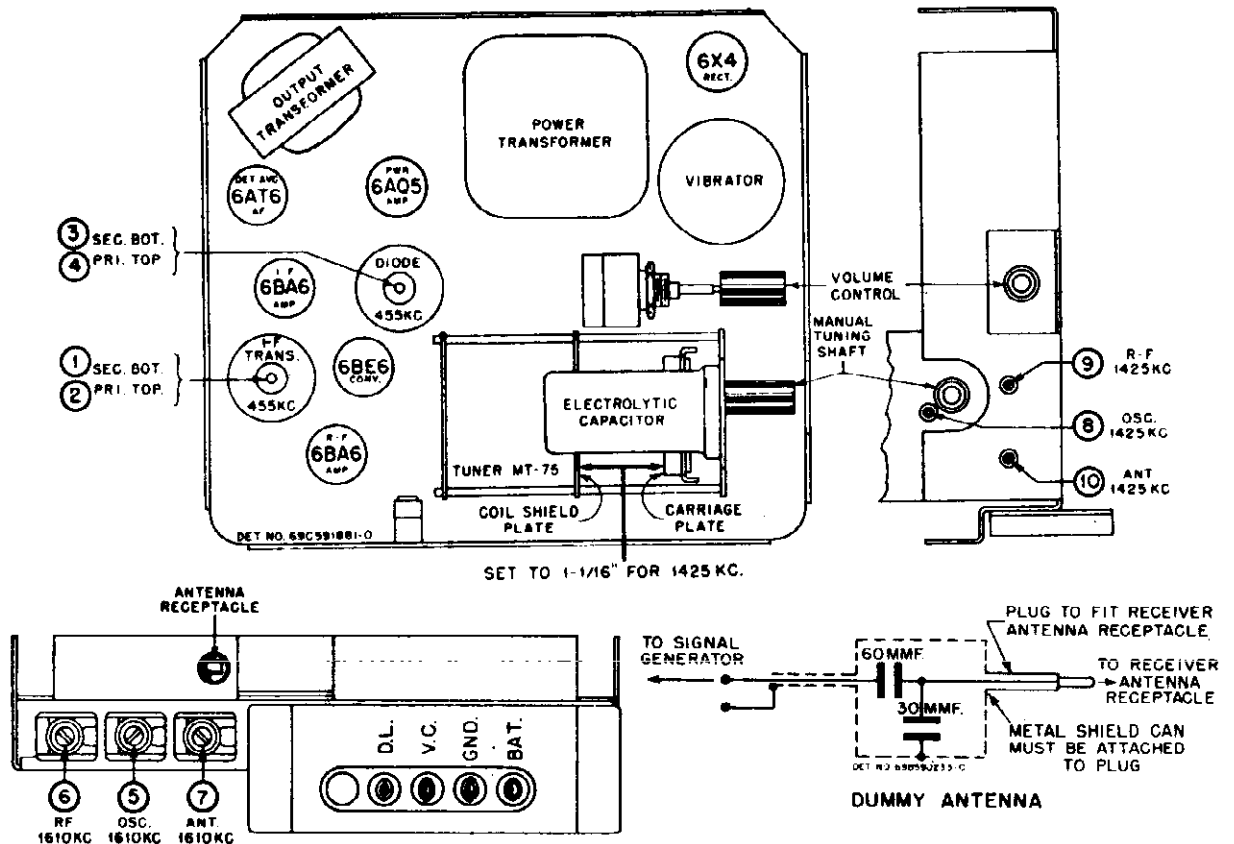 OUTPUT
TRANSFORMER
POWER
TRANSFORMER
6X4
RECT.
VIBRATOR
DET AVC
6AT6
AF
PWR
6AQ5
AMP
3 SEC. BOT.
4 PRI. TOP
DIODE
455KC
I F
6BA6
AMP
1 SEC. BOT.
2 PRI. TOP.
I-F
TRANS.
455KC
6BE6
CONV.
R-F
6BA6
AMP
ELECTROLYTIC
CAPACITOR
TUNER MT-75
COIL SHIELD
PLATE
CARRIAGE
PLATE
DET NO. 69C591881-0
SET TO 1-1/16" FOR 1425 KC.
VOLUME
CONTROL
MANUAL
TUNING
SHAFT
9 R-F
1425KC
8 OSC.
1425KC
10 ANT
1425KC
ANTENNA
RECEPTACLE
D.L.
V.C.
GND.
BAT.
6
RF
1610KC
5
OSC.
1610KC
7
ANT.
1610KC
TO SIGNAL
GENERATOR
60MMF.
30MMF.
PLUG TO FIT RECEIVER
ANTENNA RECEPTACLE
TO RECEIVER
ANTENNA
RECEPTACLE
METAL SHIELD CAN
MUST BE ATTACHED
TO PLUG
DET NO
DUMMY ANTENNA